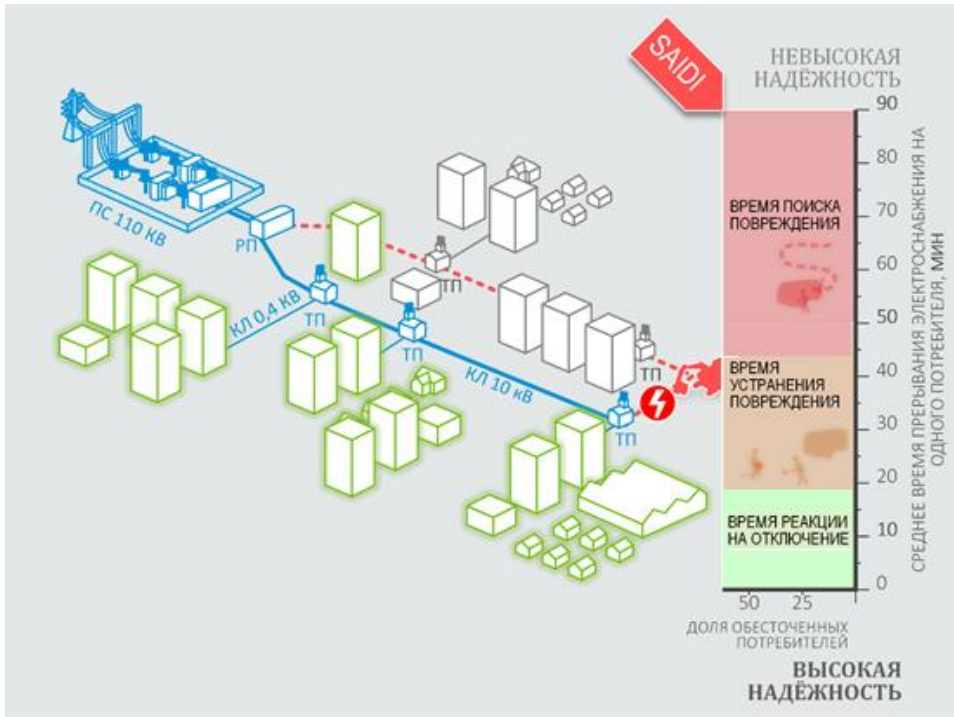 SAIDI
НЕВЫСОКАЯ
НАДЁЖНОСТЬ
ПС 110 КВ
РП
ТП
КЛ 0,4 КВ
ТП
ТП
КЛ 10 кВ
ТП
ТП
ВРЕМЯ ПОИСКА
ПОВРЕЖДЕНИЯ
ВРЕМЯ
УСТРАНЕНИЯ
ПОВРЕЖДЕНИЯ
ВРЕМЯ РЕАКЦИИ
НА ОТКЛЮЧЕНИЕ
90
80
70
60
50
40
30
20
10
0
СРЕДНЕЕ ВРЕМЯ ПРЕРЫВАНИЯ ЭЛЕКТРОСНАБЖЕНИЯ НА
ОДНОГО ПОТРЕБИТЕЛЯ, МИН
50 25
ДОЛЯ ОБЕСТОЧЕННЫХ
ПОТРЕБИТЕЛЕЙ
ВЫСОКАЯ
НАДЁЖНОСТЬ